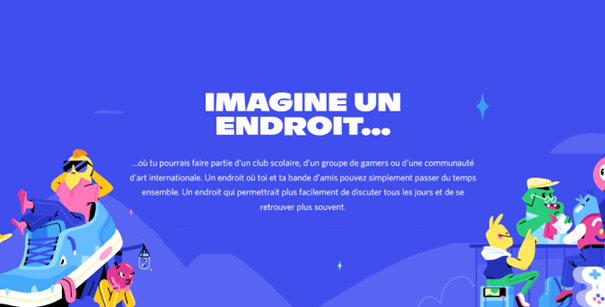 IMAGINE UN
ENDROIT...
...où tu pourrais faire partie d'un club scolaire, d'un groupe de gamers ou d'une communauté
d'art internationale. Un endroit où toi et ta bande d'amis pouvez simplement passer du temps
ensemble. Un endroit qui permettrait plus facilement de discuter tous les jours et de se
retrouver plus souvent.